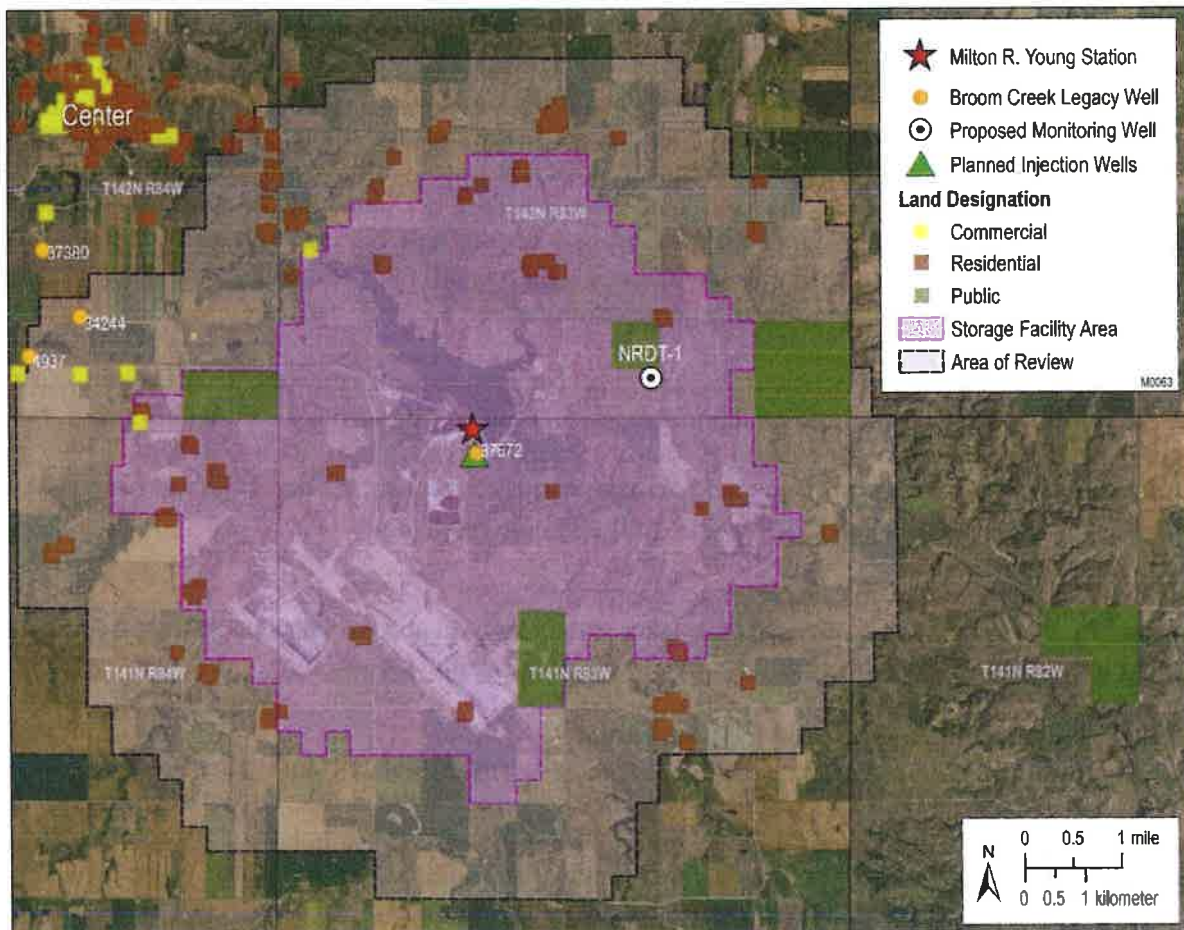 Milton R. Young Station
Broom Creek Legacy Well
Proposed Monitoring Well
Planned Injection Wells
Land Designation
Commercial
Residential
Public
Storage Facility Area
Area of Review
M0063
Center
T142N R84W
T142N R83W
37380
34244
4937
NRDT-1
37672
T141N R84W
T141N R83W
T141N R82W
N
0 0.5 1 mile
0 0.5 1 kilometer